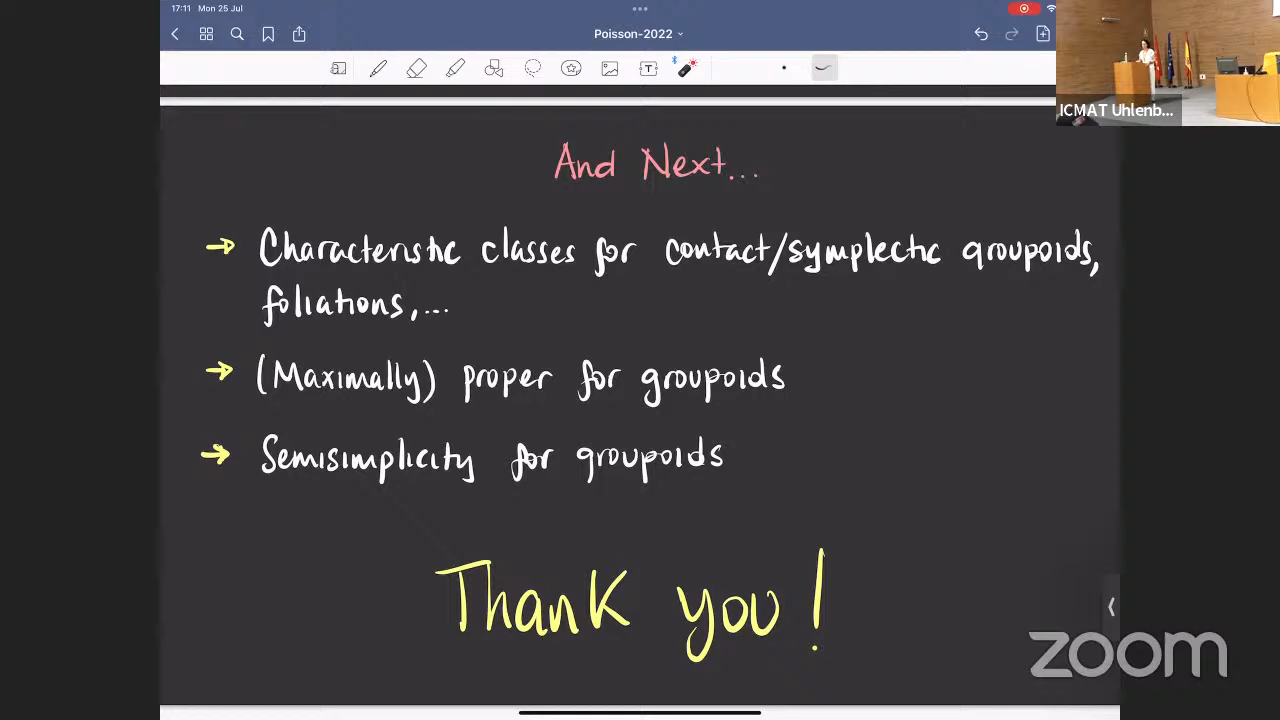 17:11 Mon 25 Jul
Poisson-2022
T
ICMAT Uhlenb...
And Next...
→ Characteristic classes for contact/symplectic groupoids,
foliations,...
→ (Maximally) proper for groupoids
→ Semisimplicity for groupoids
Thank you!
zoom